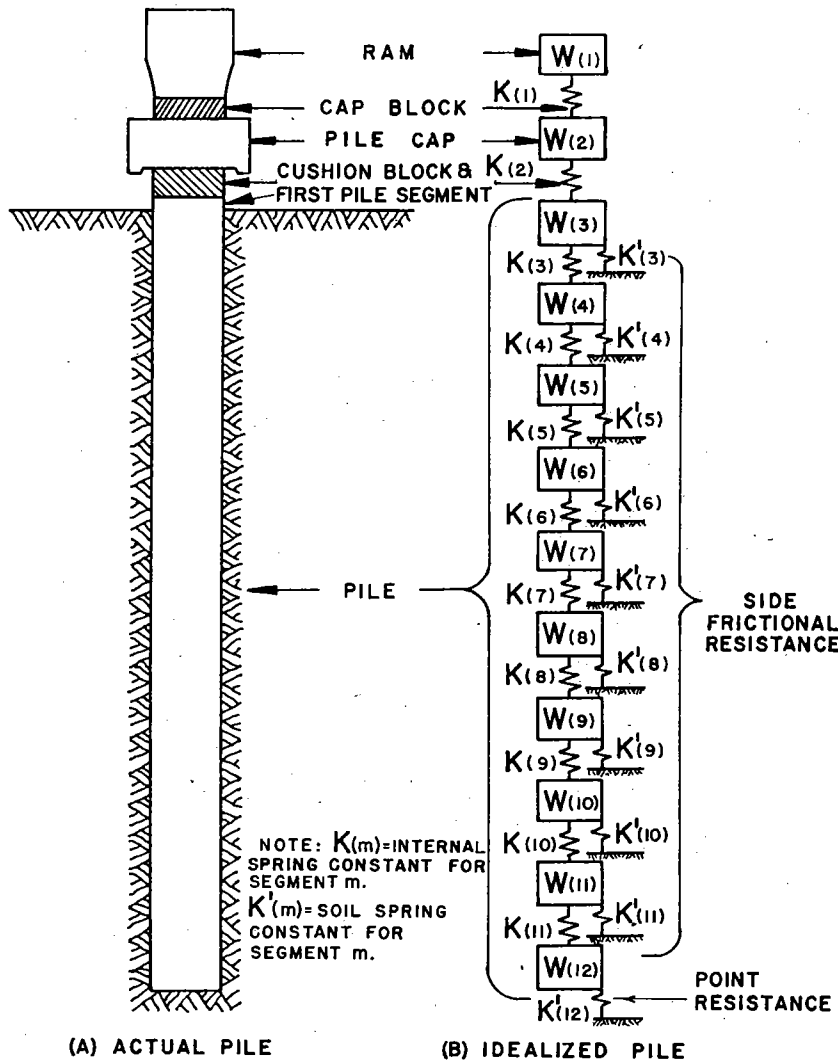 RAM
W(1)
K(1)
CAP BLOCK
PILE CAP
W(2)
CUSHION BLOCK &
FIRST PILE SEGMENT
K(2)
W(3)
K(3)
K'(3)
W(4)
K(4)
K'(4)
W(5)
K(5)
K'(5)
W(6)
K(6)
K'(6)
W(7)
K(7)
K'(7)
PILE
SIDE
FRICTIONAL
RESISTANCE
W(8)
K(8)
K'(8)
W(9)
K(9)
K'(9)
W(10)
K(10)
K'(10)
NOTE: K(m)=INTERNAL
SPRING CONSTANT FOR
SEGMENT m.
K'(m)=SOIL SPRING
CONSTANT FOR
SEGMENT m.
W(11)
K(11)
K'(11)
W(12)
K'(12)
POINT
RESISTANCE
(A) ACTUAL PILE
(B) IDEALIZED PILE